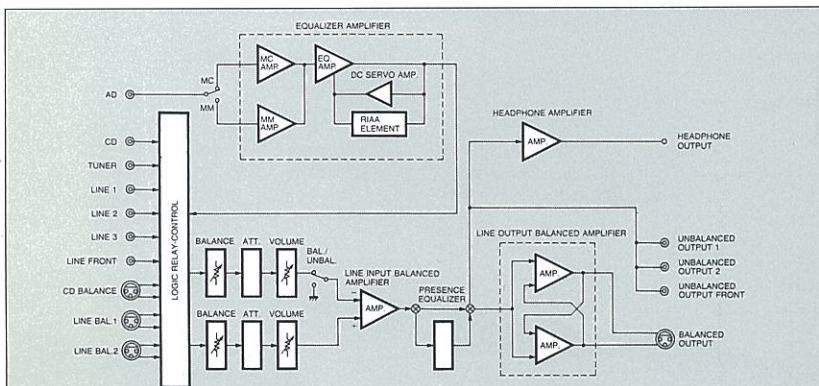 EQUALIZER AMPLIFIER
MC
AMP.
EQ.
AMP.
DC SERVO AMP.
MC
AD
MM
MM
AMP.
RIAA
ELEMENT
HEADPHONE AMPLIFIER
AMP.
HEADPHONE
OUTPUT
CD
TUNER
LINE 1
LINE 2
LINE 3
LINE FRONT
CD BALANCE
LINE BAL.1
LINE BAL.2
LOGIC RELAY-CONTROL
BALANCE
ATT.
VOLUME
BAL./
UNBAL.
LINE INPUT BALANCED
AMPLIFIER
BALANCE
ATT.
VOLUME
−
AMP.
+
PRESENCE
EQUALIZER
LINE OUTPUT BALANCED AMPLIFIER
AMP.
AMP.
UNBALANCED
OUTPUT 1
UNBALANCED
OUTPUT 2
UNBALANCED
OUTPUT FRONT
BALANCED
OUTPUT